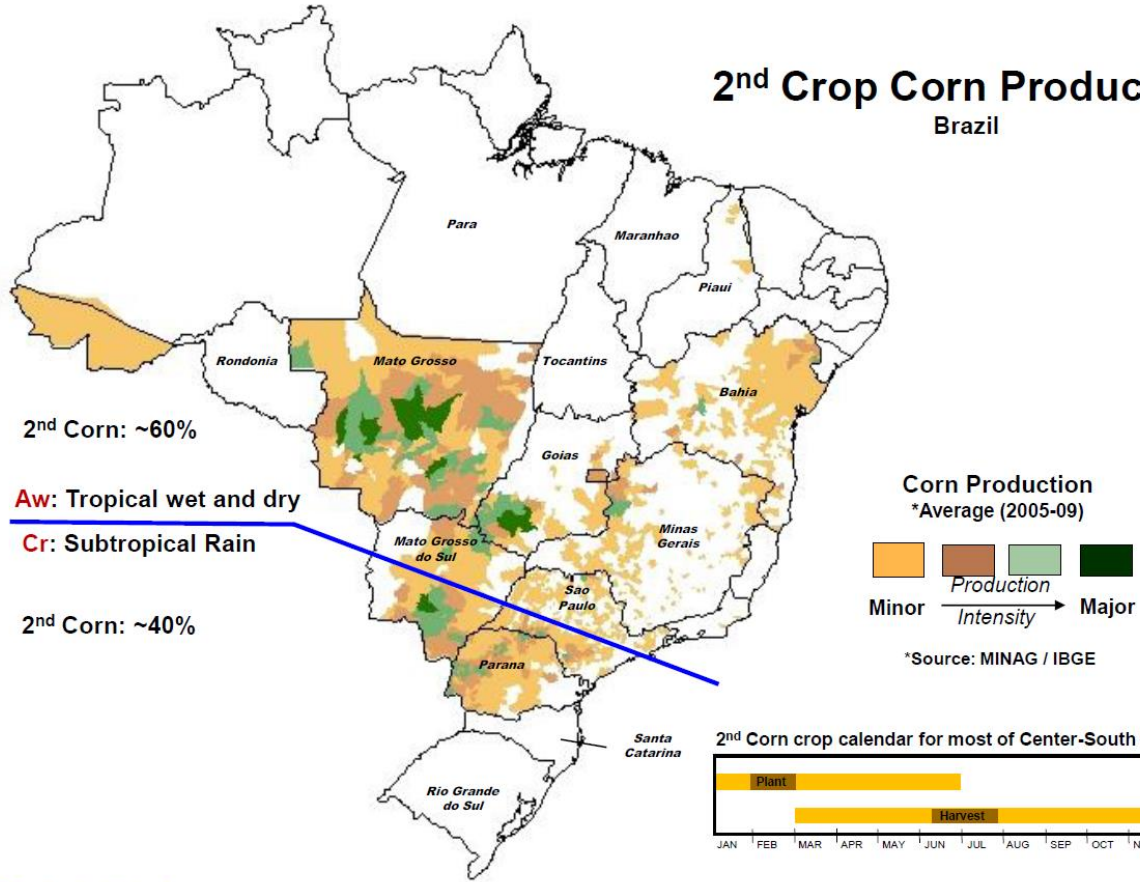 2nd Crop Corn Produc
Brazil
Para
Maranhao
Piaui
Rondonia
Mato Grosso
Tocantins
Bahia
2nd Corn: ~60%
Goias
Aw: Tropical wet and dry
Cr: Subtropical Rain
Mato Grosso
do Sul
Minas
Gerais
Sao
Paulo
2nd Corn: ~40%
Parana
Santa
Catarina
Rio Grande
do Sul
Corn Production
*Average (2005-09)
Production
Minor Major
Intensity
*Source: MINAG / IBGE
2nd Corn crop calendar for most of Center-South
Plant
Harvest
JAN FEB MAR APR MAY JUN JUL AUG SEP OCT N